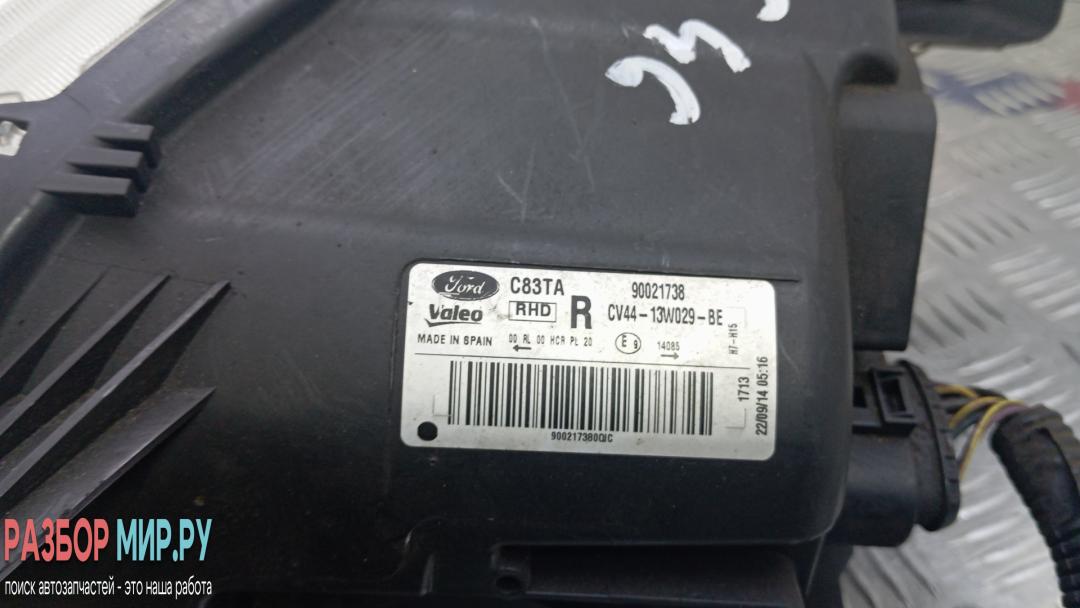 Ford
C83TA
90021738
Valeo
RHD
R
CV44-13W029-BE
MADE IN SPAIN
00 RL 00 HCR PL 20
E9
14085
H7-H15
1713
22/09/14 05:16
900217380QJC
РАЗБОР МИР.РУ
поиск автозапчастей - это наша работа